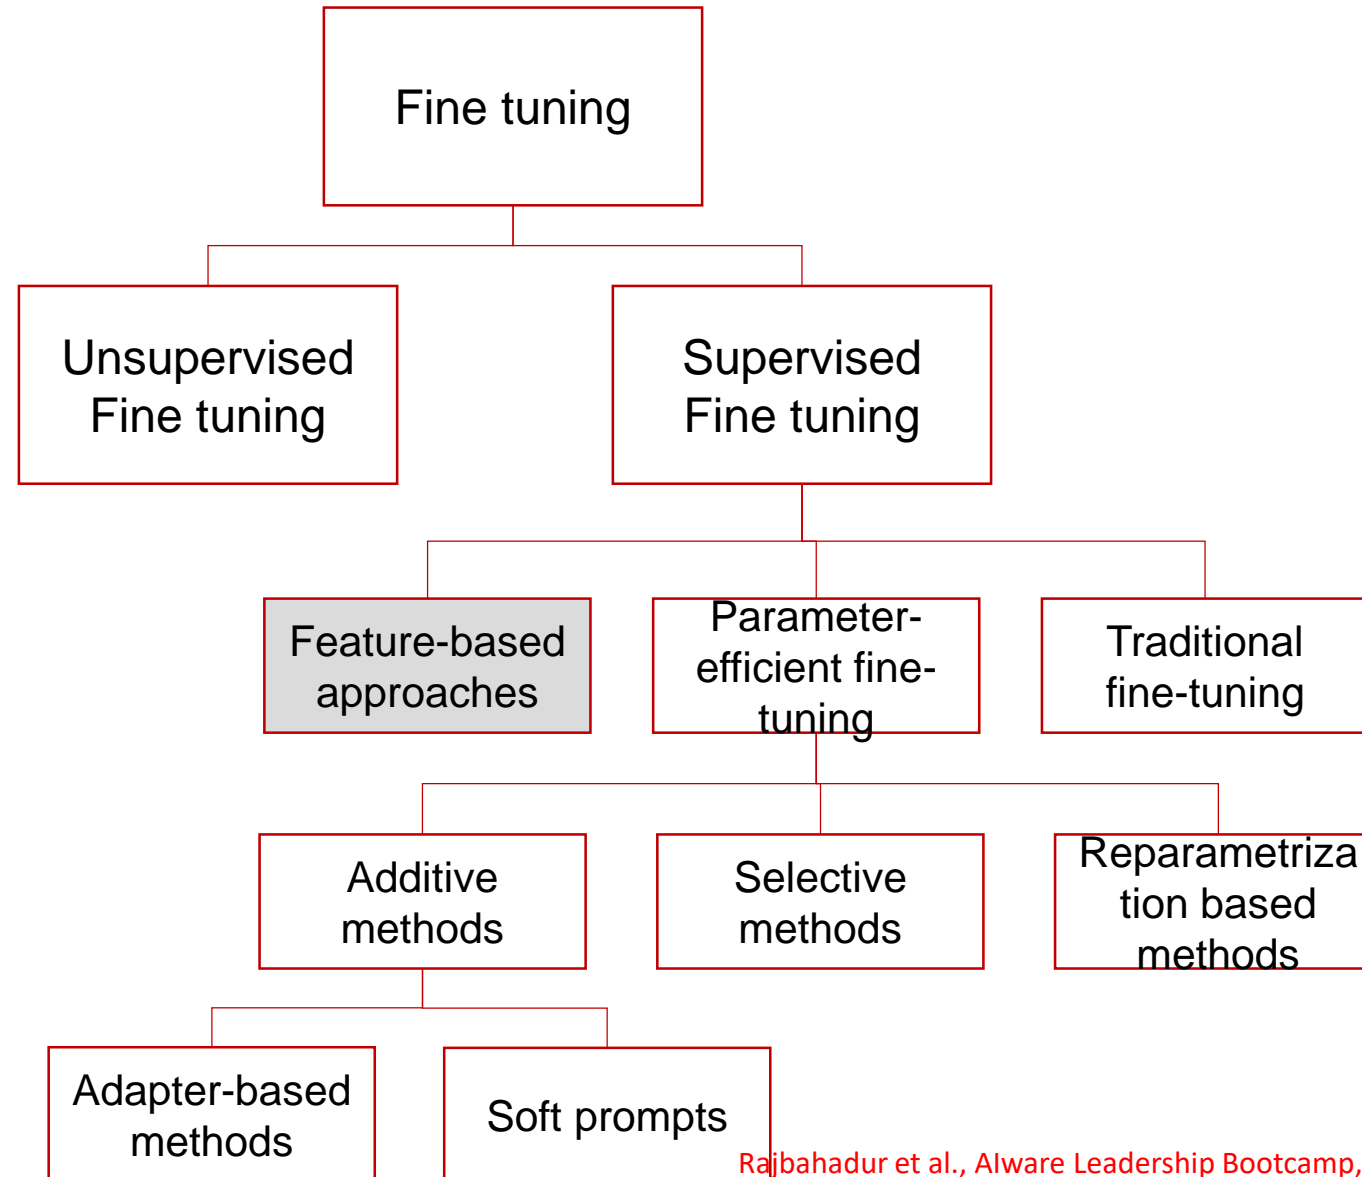 Fine tuning
Unsupervised
Fine tuning
Supervised
Fine tuning
Feature-based
approaches
Parameter-
efficient fine-
tuning
Traditional
fine-tuning
Additive
methods
Selective
methods
Reparametriza
tion based
methods
Adapter-based
methods
Soft prompts
Rajbahadur et al., AIware Leadership Bootcamp,